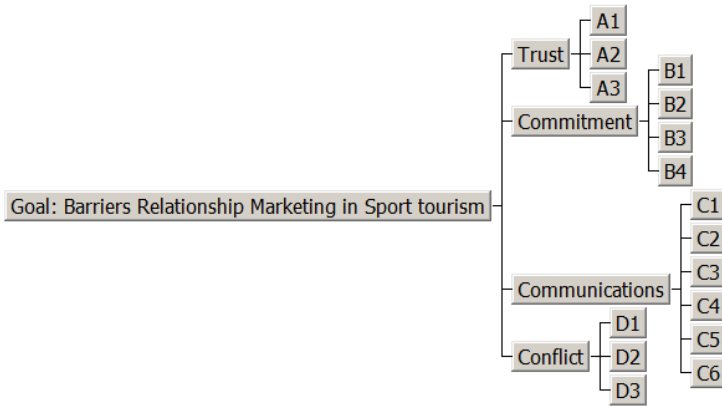 Goal: Barriers Relationship Marketing in Sport tourism
Trust
A1
A2
A3
Commitment
B1
B2
B3
B4
Communications
C1
C2
C3
C4
C5
C6
Conflict
D1
D2
D3